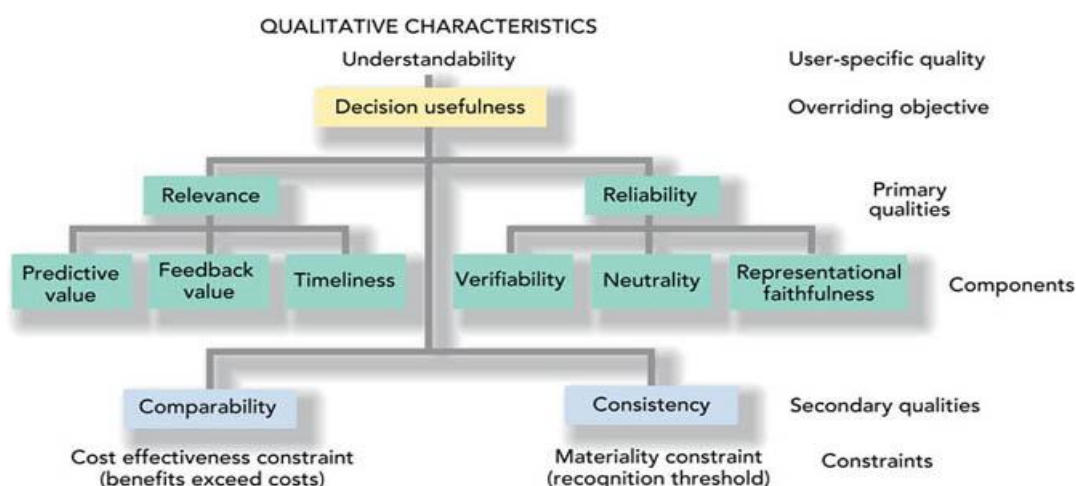 QUALITATIVE CHARACTERISTICS
Understandability
User-specific quality
Decision usefulness
Overriding objective
Relevance
Reliability
Primary
qualities
Predictive
value
Feedback
value
Timeliness
Verifiability
Neutrality
Representational
faithfulness
Components
Comparability
Consistency
Secondary qualities
Cost effectiveness constraint
(benefits exceed costs)
Materiality constraint
(recognition threshold)
Constraints